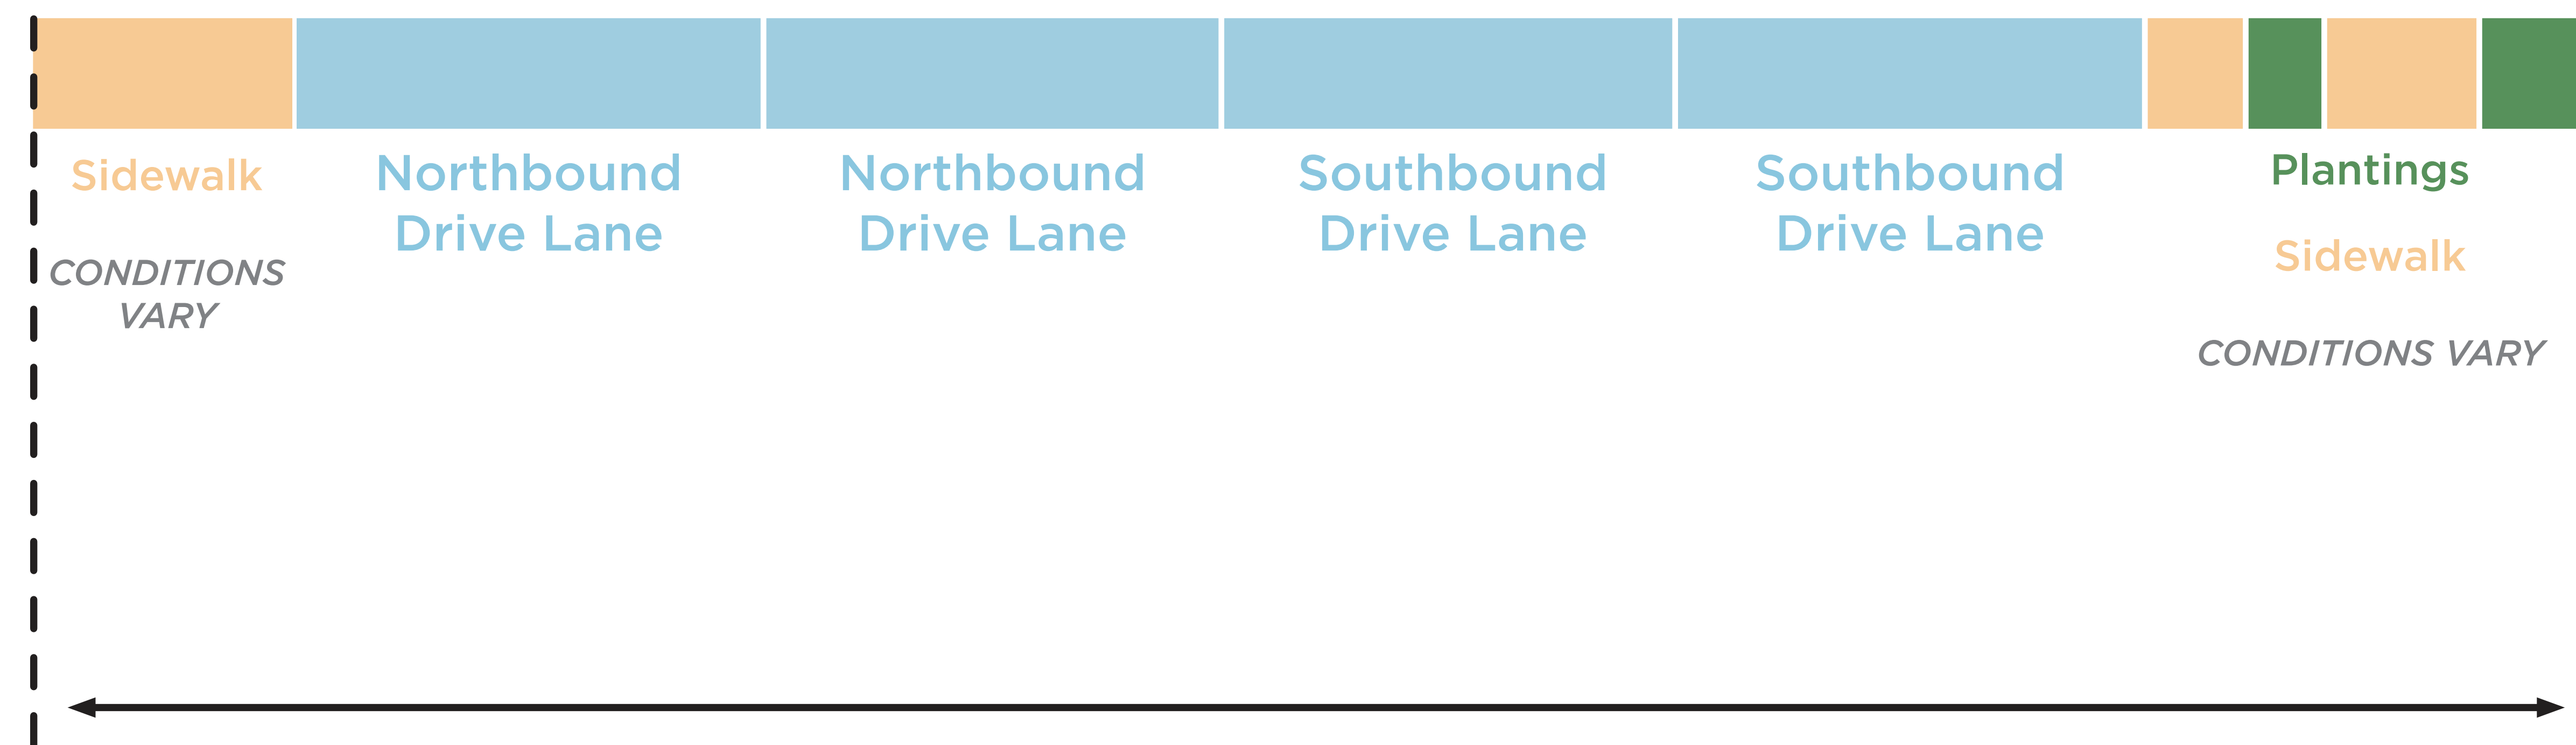 Sidewalk
CONDITIONS
VARY
Northbound
Drive Lane
Northbound
Drive Lane
Southbound
Drive Lane
Southbound
Drive Lane
Plantings
Sidewalk
CONDITIONS VARY